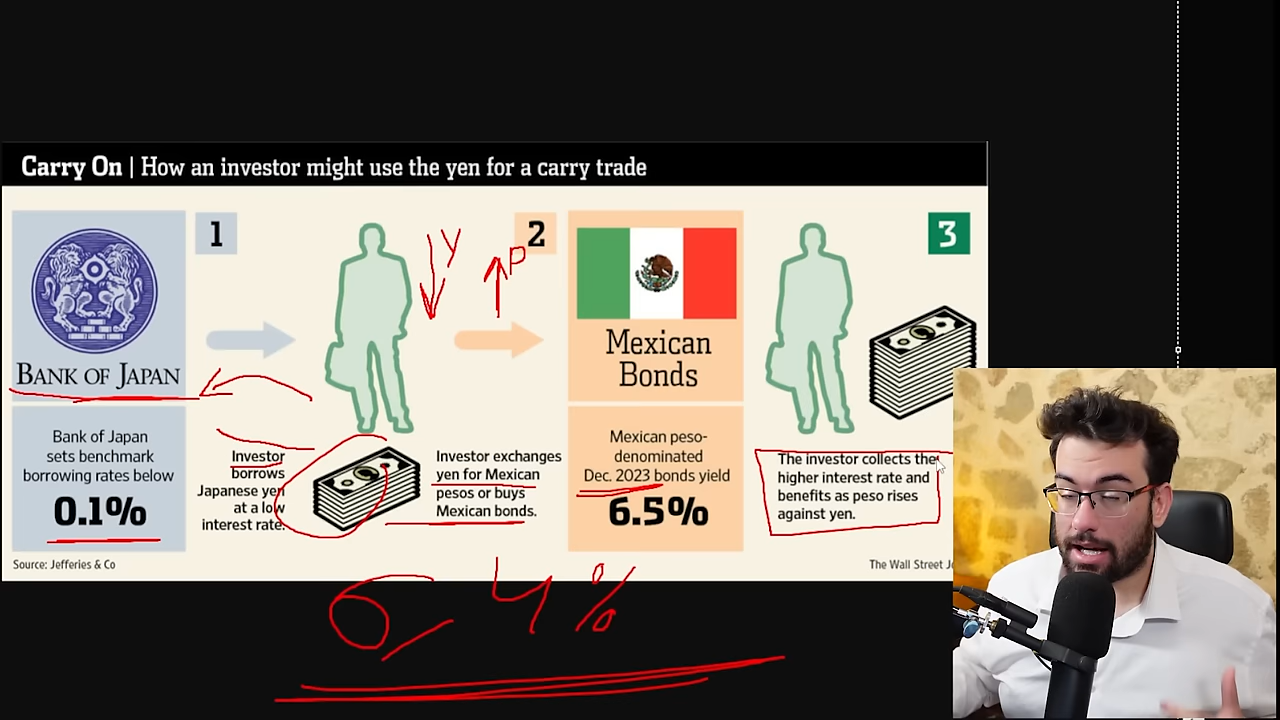 Carry On | How an investor might use the yen for a carry trade
1
2
3
Y
P
BANK OF JAPAN
Bank of Japan
sets benchmark
borrowing rates below
0.1%
Investor
borrows
Japanese yen
at a low
interest rate.
Investor exchanges
yen for Mexican
pesos or buys
Mexican bonds.
Mexican
Bonds
Mexican peso-
denominated
Dec. 2023 bonds yield
6.5%
The investor collects the
higher interest rate and
benefits as peso rises
against yen.
Source: Jefferies & Co
The Wall Street
6,4%